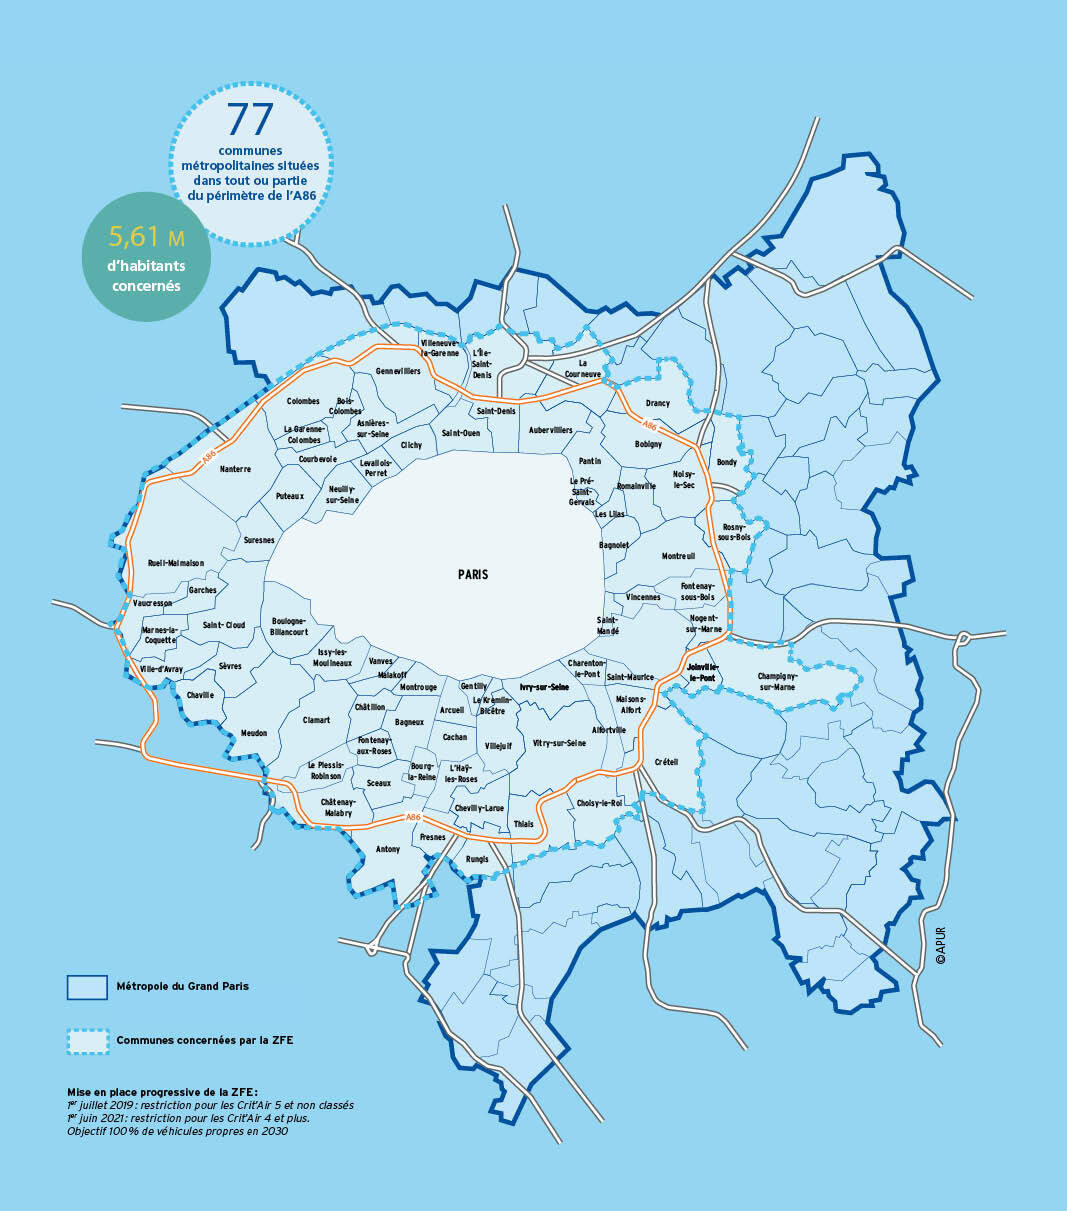 77
communes
métropolitaines situées
dans tout ou partie
du périmètre de l'A86
5,61 M
d'habitants
concernés
Villeneuve-
la-Garenne
L'Île-
Saint-
Denis
La
Courneuve
Gennevilliers
Colombes
Bois-
Colombes
Drancy
Saint-Denis
Asnières-
sur-Seine
A86
La Garenne-
Colombes
Saint-Ouen
Aubervilliers
Clichy
Bobigny
A86
Courbevoie
Levallois-
Perret
Nanterre
Pantin
Bondy
Noisy-
le-Sec
Puteaux
Neuilly-
sur-Seine
Le Pré-
Saint-
Gervais
Romainville
Les Lilas
Rosny-
sous-Bois
Suresnes
Bagnolet
Montreuil
Rueil-Malmaison
PARIS
Garches
Fontenay-
sous-Bois
Vaucresson
Vincennes
Marnes-la-
Coquette
Saint- Cloud
Boulogne-
Billancourt
Saint-
Mandé
Nogent-
sur-Marne
Issy-les-
Moulineaux
Vanves
Ville-d'Avray
Sèvres
Malakoff
Charenton-
le-Pont
Saint-Maurice
Joinville-
le-Pont
Champigny-
sur-Marne
Chaville
Montrouge
Gentilly
Ivry-sur-Seine
Le Kremlin-
Bicêtre
Maisons-
Alfort
Châtillon
Arcueil
Clamart
Bagneux
Meudon
Cachan
Alfortville
Fontenay-
aux-Roses
Villejuif
Vitry-sur-Seine
Créteil
Le Plessis-
Robinson
Bourg-
la-Reine
L'Haÿ-
les-Roses
Sceaux
Châtenay-
Malabry
Chevilly-Larue
Choisy-le-Roi
A86
Thiais
Fresnes
Antony
Rungis
©APUR
Métropole du Grand Paris
Communes concernées par la ZFE
Mise en place progressive de la ZFE :
1er juillet 2019 : restriction pour les Crit'Air 5 et non classés
1er juin 2021 : restriction pour les Crit'Air 4 et plus.
Objectif 100 % de véhicules propres en 2030